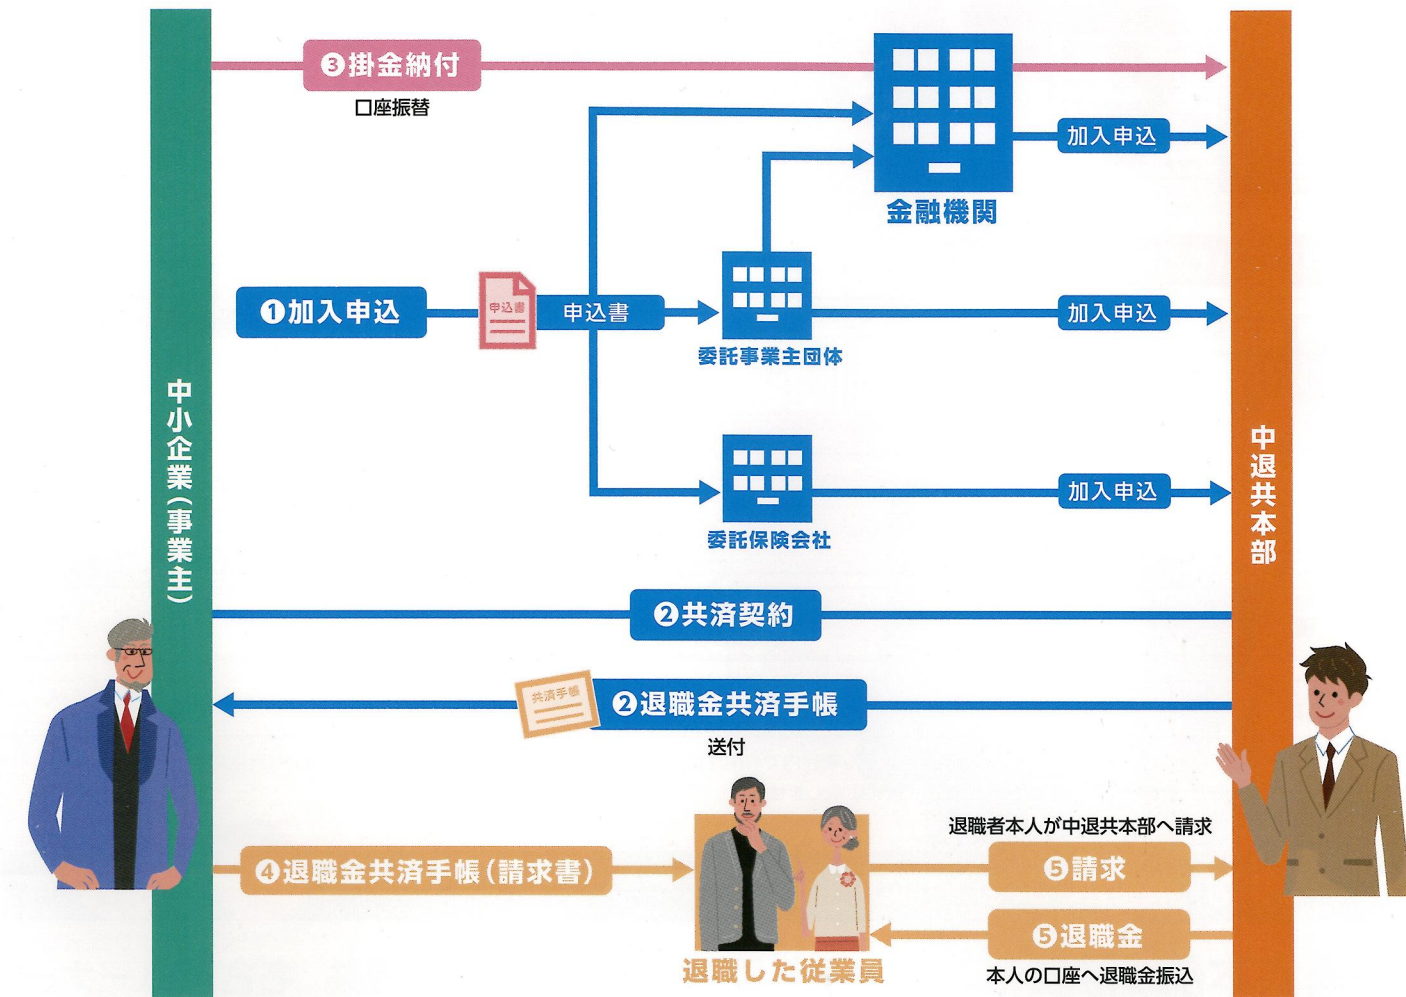 ❸掛金納付
口座振替
加入申込
金融機関
❶加入申込
申込書
申込書
加入申込
委託事業主団体
中小企業(事業主)
中退共本部
加入申込
委託保険会社
❷共済契約
共済手帳
❷退職金共済手帳
送付
退職者本人が中退共本部へ請求
❹退職金共済手帳(請求書)
❺請求
❺退職金
退職した従業員
本人の口座へ退職金振込